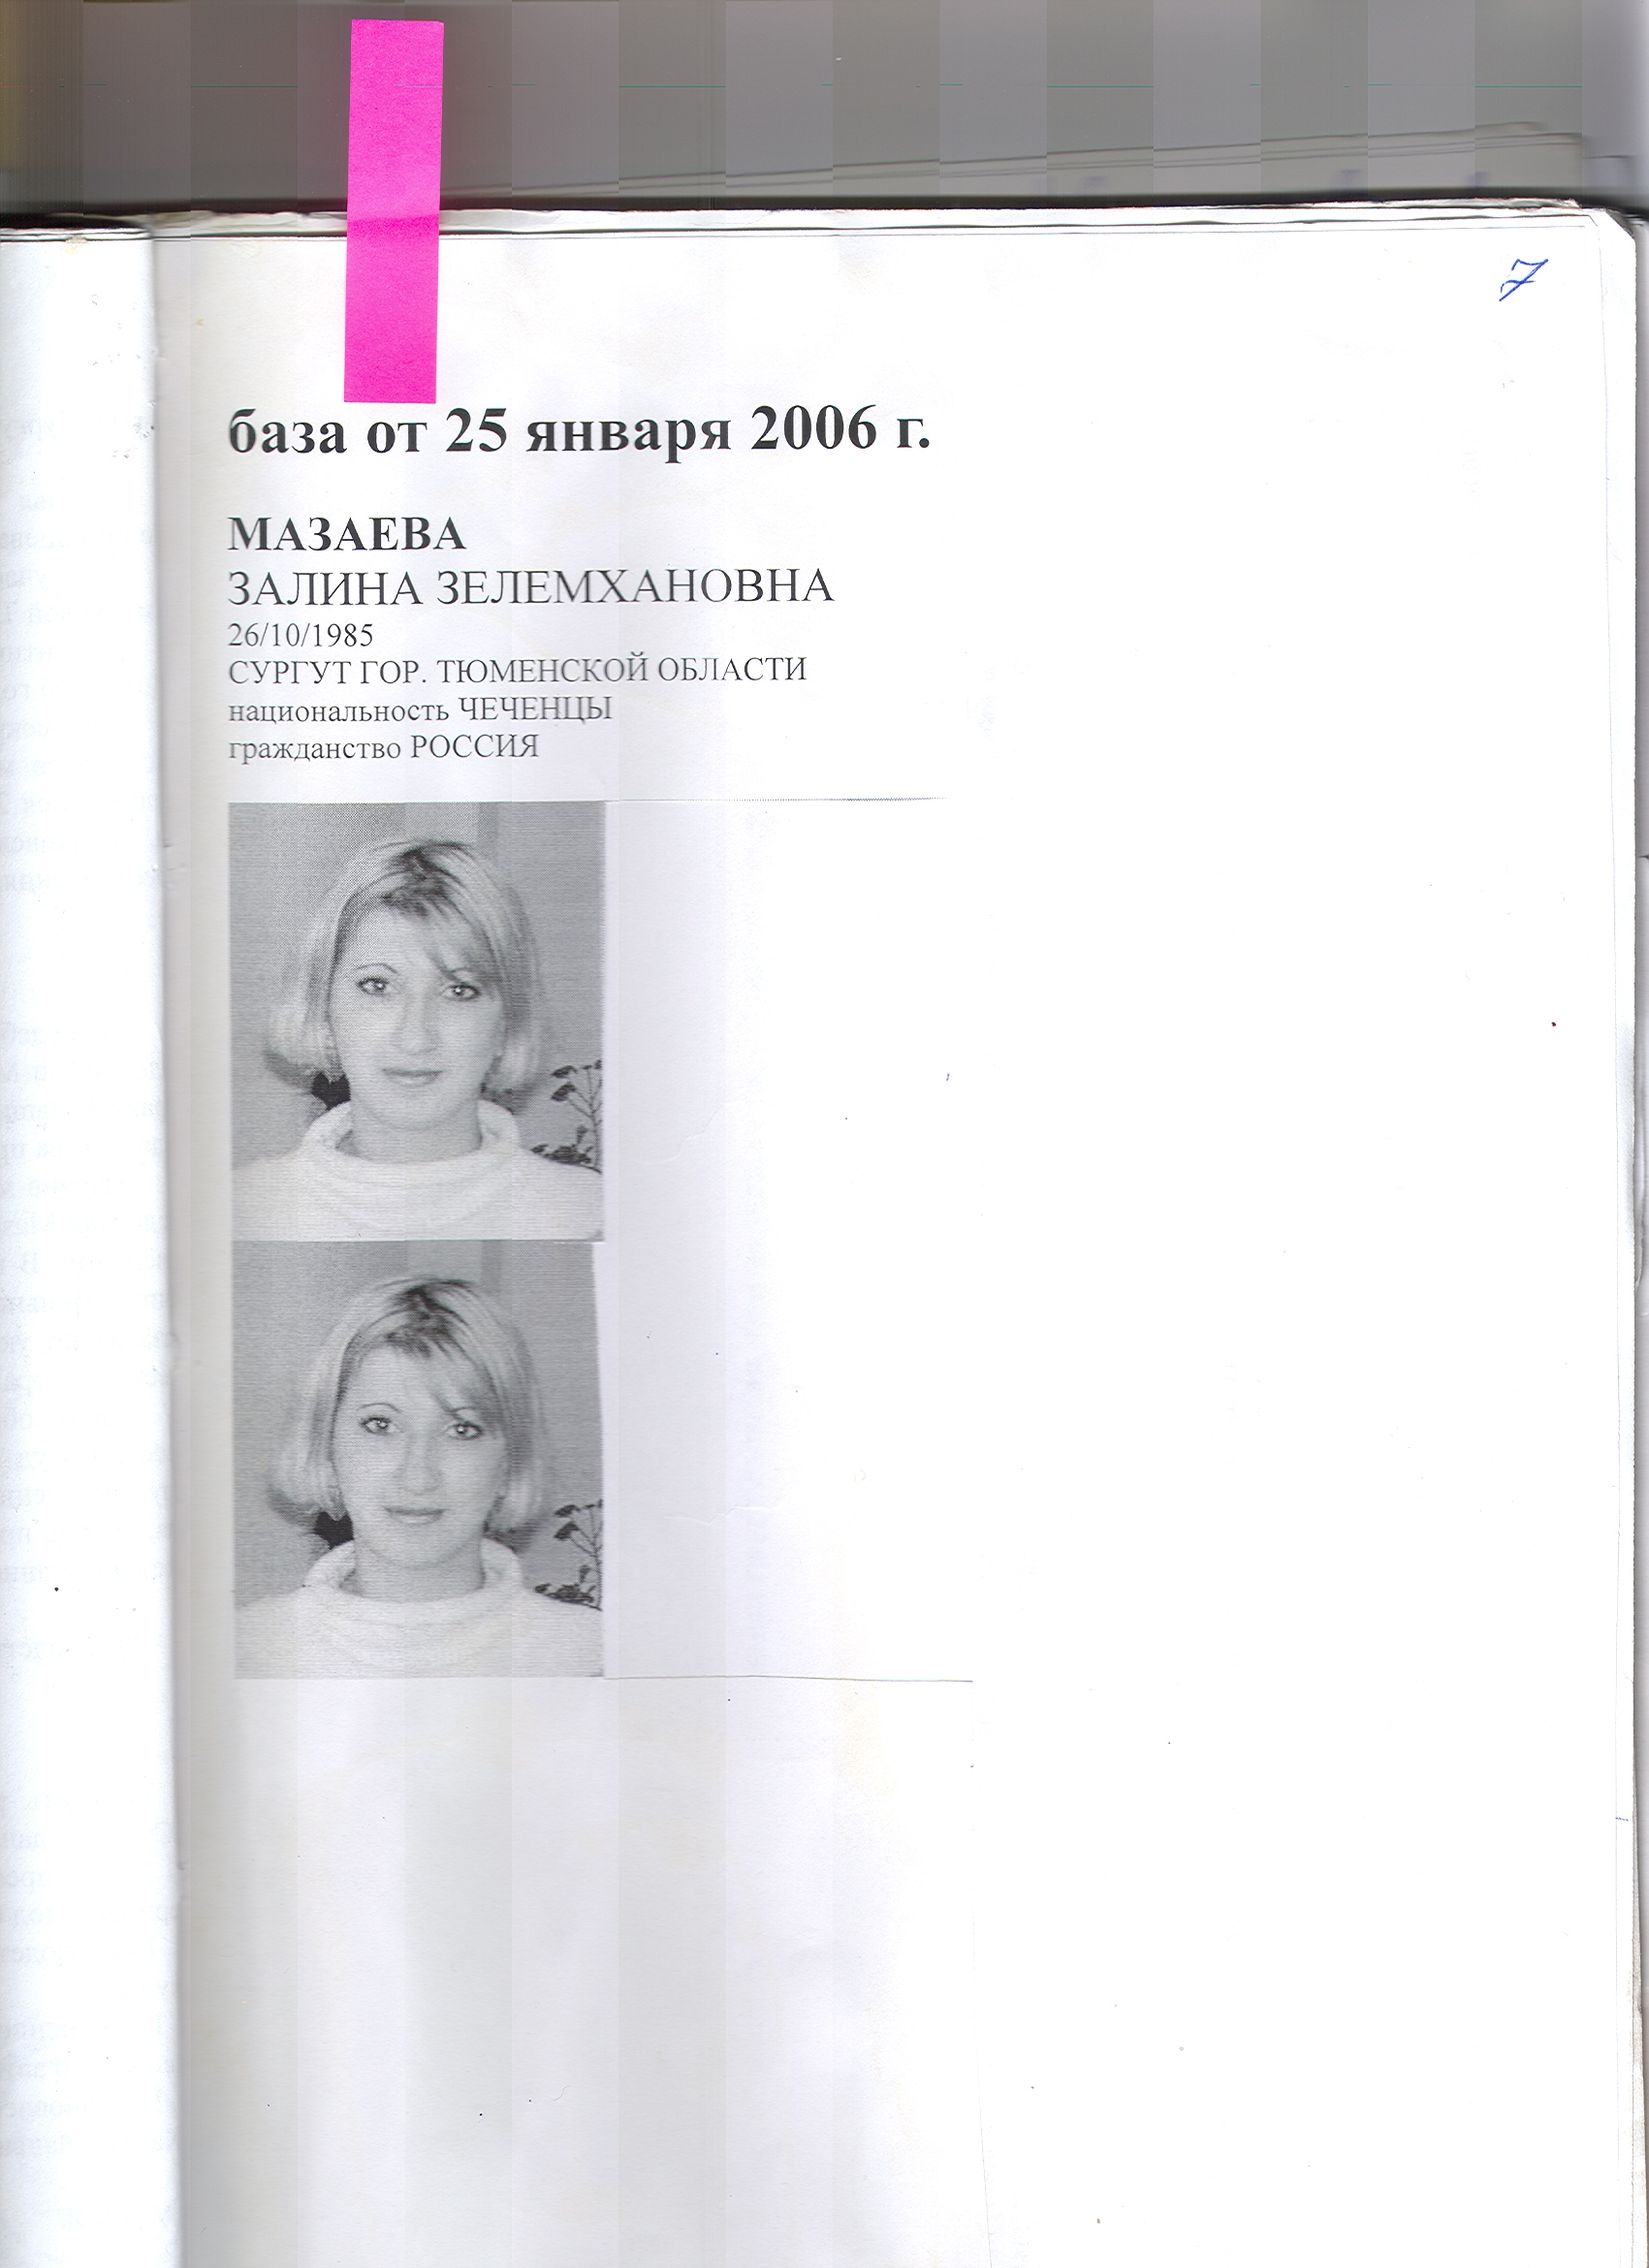 7
база от 25 января 2006 г.
МАЗАЕВА
ЗАЛИНА ЗЕЛЕМХАНОВНА
26/10/1985
СУРГУТ ГОР. ТЮМЕНСКОЙ ОБЛАСТИ
национальность ЧЕЧЕНЦЫ
гражданство РОССИЯ